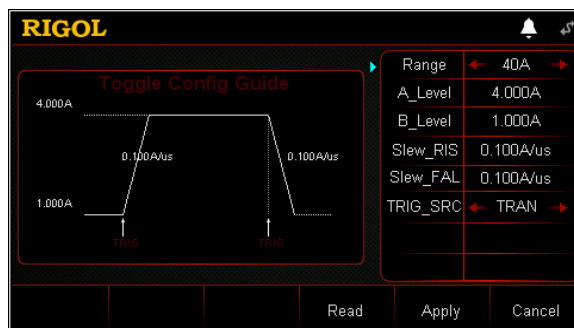 RIGOL
Toggle Config Guide
4.000A
0.100A/us
0.100A/us
1.000A
TRIG
TRIG
Range 40A
A_Level 4.000A
B_Level 1.000A
Slew_RIS 0.100A/us
Slew_FAL 0.100A/us
TRIG_SRC TRAN
Read Apply Cancel